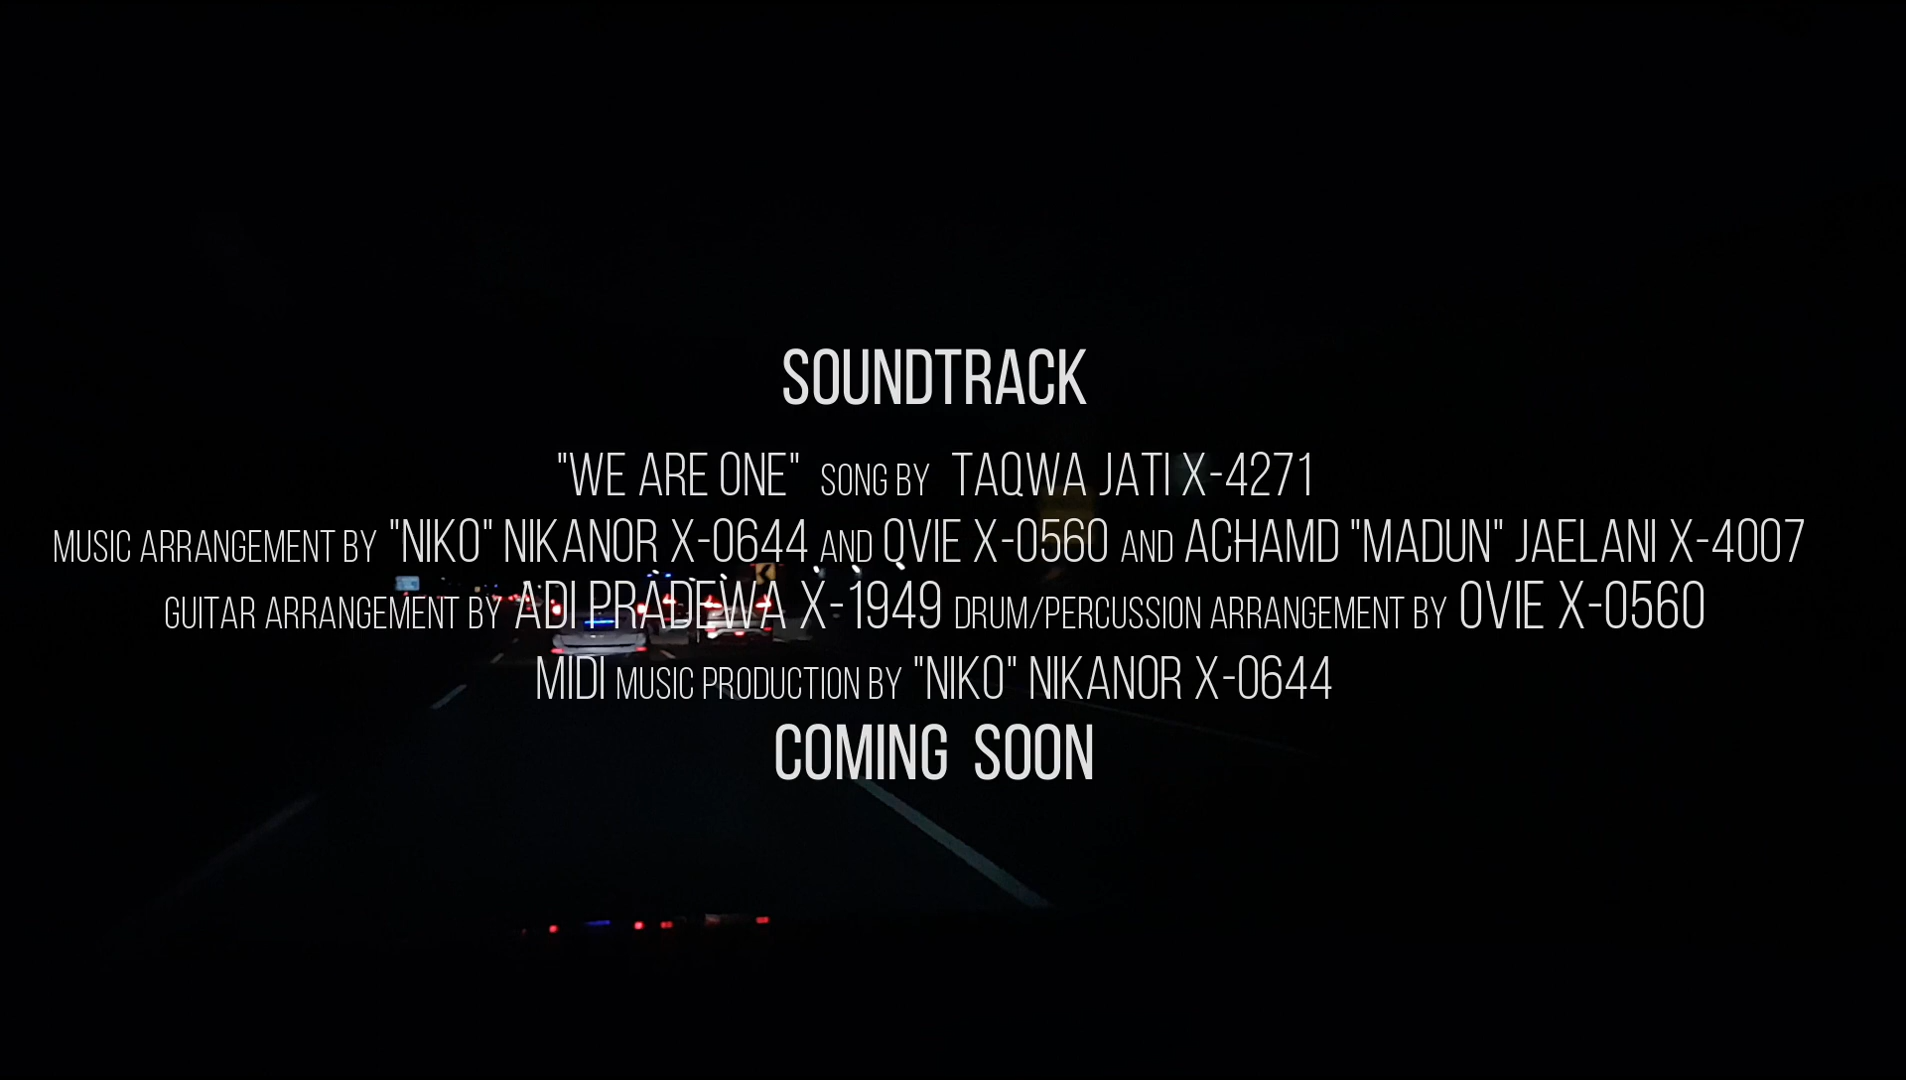 SOUNDTRACK
"WE ARE ONE" SONG BY TAQWA JATI X-4271
MUSIC ARRANGEMENT BY "NIKO" NIKANOR X-0644 AND OVIE X-0560 AND ACHAMD "MADUN" JAELANI X-4007
GUITAR ARRANGEMENT BY ADI PRADEWA X-1949 DRUM/PERCUSSION ARRANGEMENT BY OVIE X-0560
MIDI MUSIC PRODUCTION BY "NIKO" NIKANOR X-0644
COMING SOON